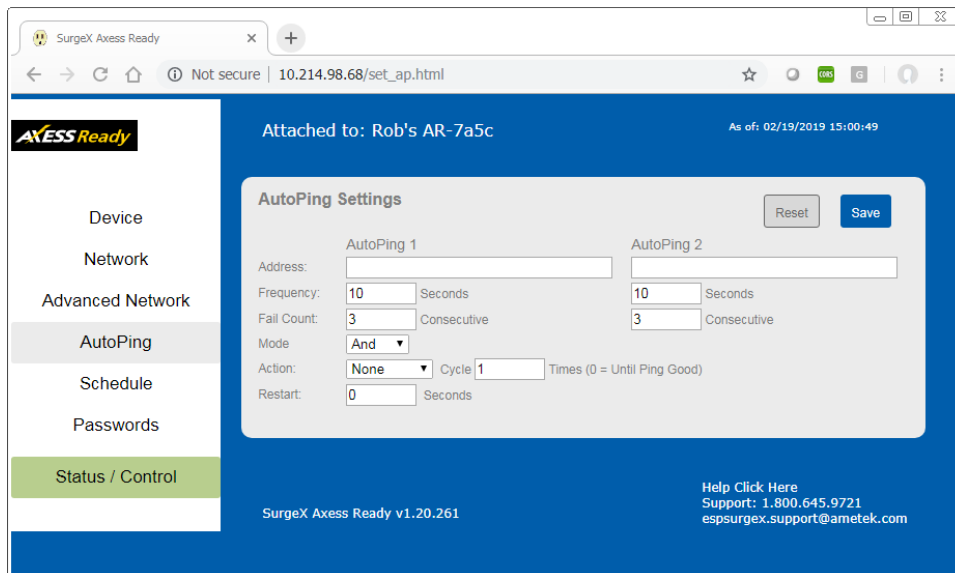 SurgeX Axess Ready
Not secure | 10.214.98.68/set_ap.html
CORS
G
AXESS Ready
Attached to: Rob's AR-7a5c
As of: 02/19/2019 15:00:49
Device
Network
Advanced Network
AutoPing
Schedule
Passwords
Status / Control
AutoPing Settings
Reset
Save
AutoPing 1 AutoPing 2
Address:
Frequency: 10 Seconds 10 Seconds
Fail Count: 3 Consecutive 3 Consecutive
Mode And
Action: None Cycle 1 Times (0 = Until Ping Good)
Restart: 0 Seconds
SurgeX Axess Ready v1.20.261
Help Click Here
Support: 1.800.645.9721
espsurgex.support@ametek.com